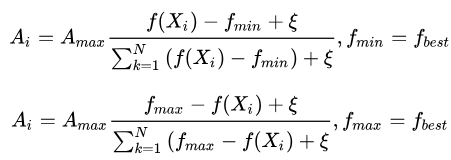 $A_i = A_{max} \frac{f(X_i) - f_{min} + \xi}{\sum_{k=1}^{N} (f(X_i) - f_{min}) + \xi}, f_{min} = f_{best}$
$A_i = A_{max} \frac{f_{max} - f(X_i) + \xi}{\sum_{k=1}^{N} (f_{max} - f(X_i) + \xi}, f_{max} = f_{best}$